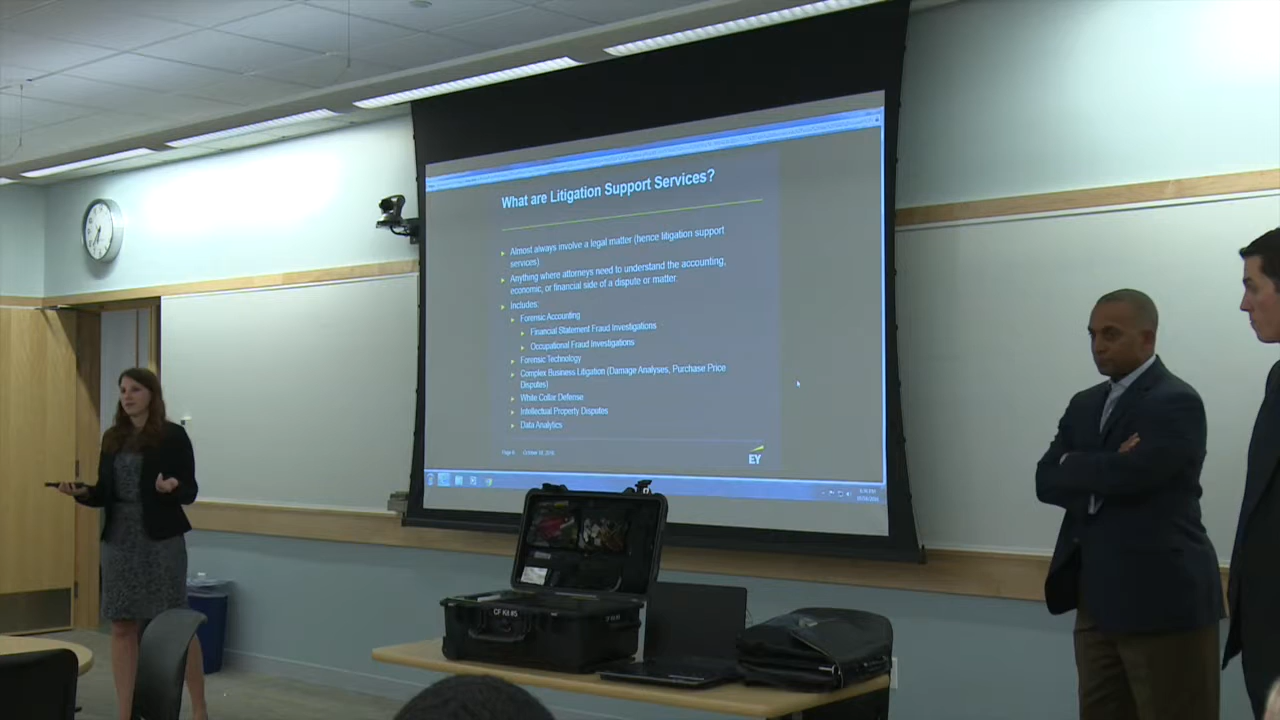 What are Litigation Support Services?
Almost always involve a legal matter (hence litigation support
services)
Anything where attorneys need to understand the accounting,
economic, or financial side of a dispute or matter.
Includes:
Forensic Accounting
Financial Statement Fraud Investigations
Occupational Fraud Investigations
Forensic Technology
Complex Business Litigation (Damage Analyses, Purchase Price
Disputes)
White Collar Defense
Intellectual Property Disputes
Data Analytics
EY